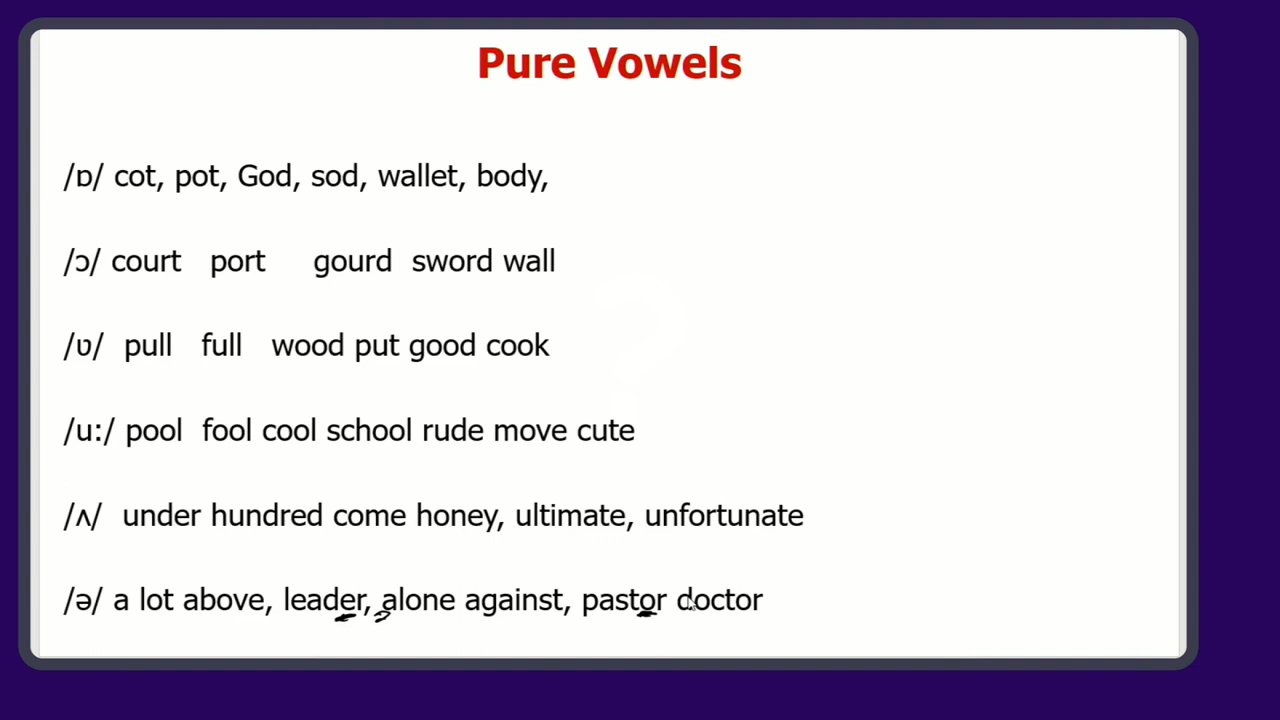 Pure Vowels
/ɒ/ cot, pot, God, sod, wallet, body,
/ɔ/ court port gourd sword wall
/ʋ/ pull full wood put good cook
/u:/ pool fool cool school rude move cute
/ʌ/ under hundred come honey, ultimate, unfortunate
/ə/ a lot above, leader, alone against, pastor doctor